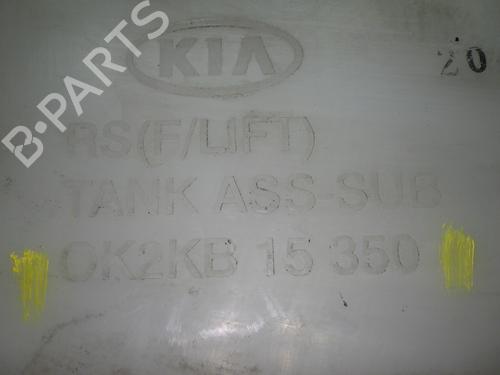 KIA
20
RS(F/LIFT)
TANK ASS-SUB
OK2KB 15 350
B-PARTS